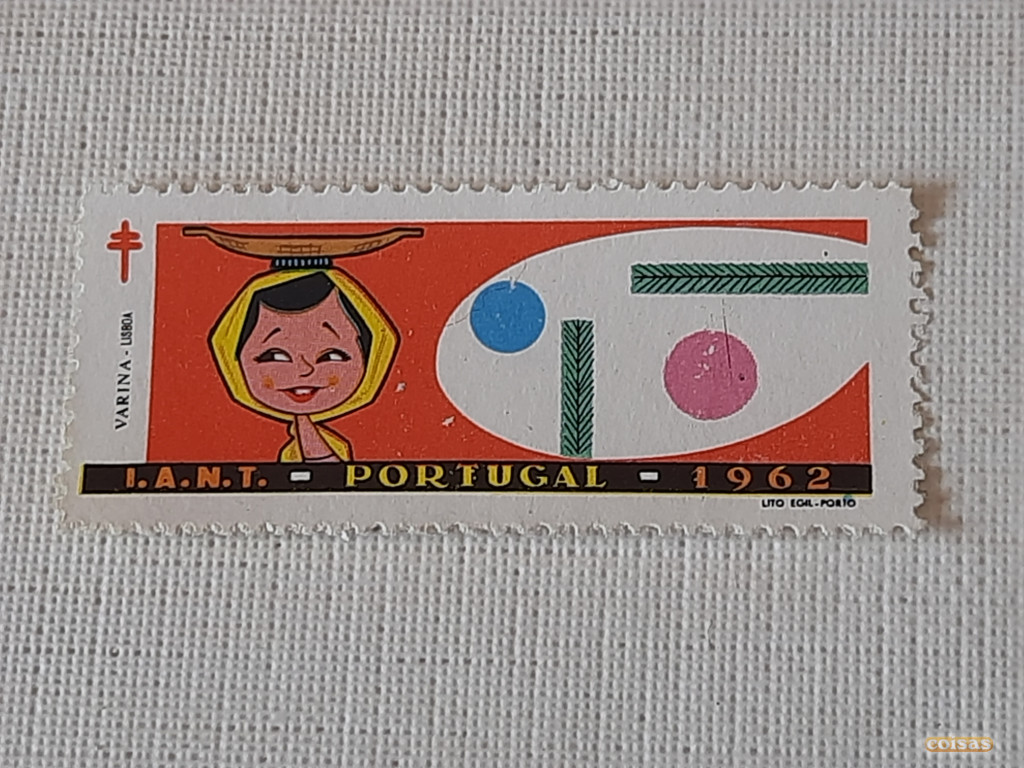 VARINA - LISBOA
I.A.N.T. - PORTUGAL - 1962
LITO EGAL-PORTO
coisas